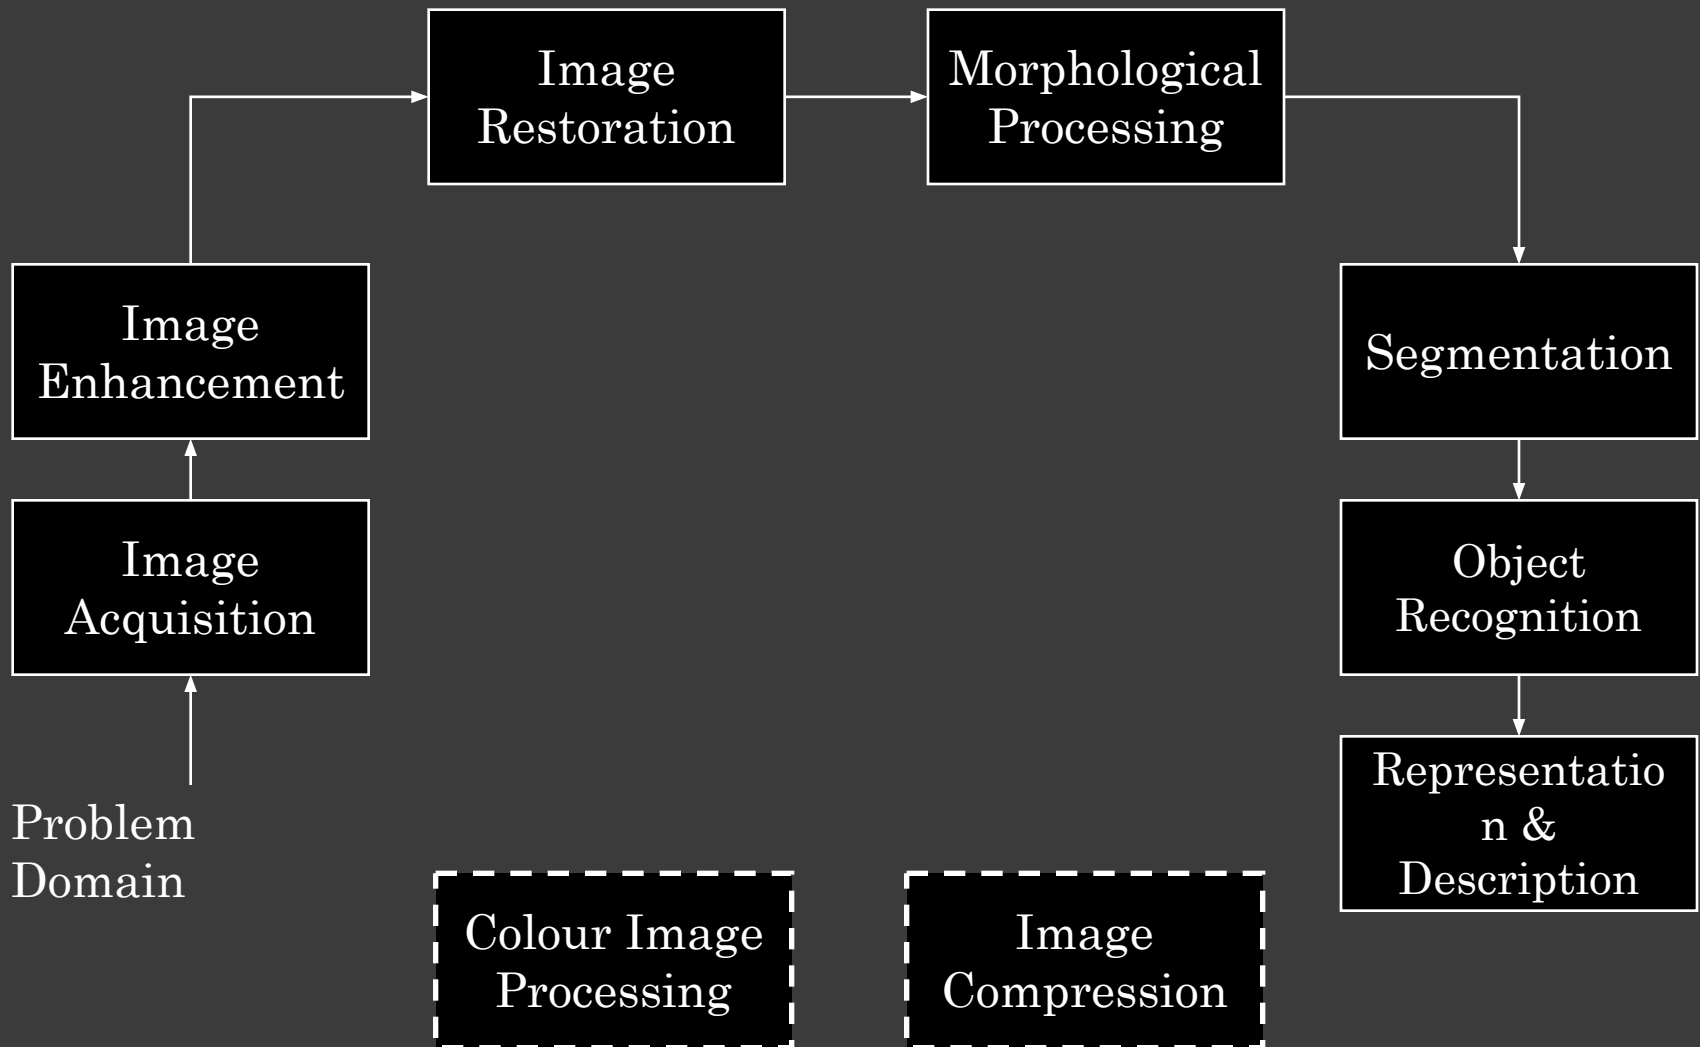 Image
Restoration
Morphological
Processing
Image
Enhancement
Segmentation
Image
Acquisition
Object
Recognition
Problem
Domain
Representatio
n &
Description
Colour Image
Processing
Image
Compression